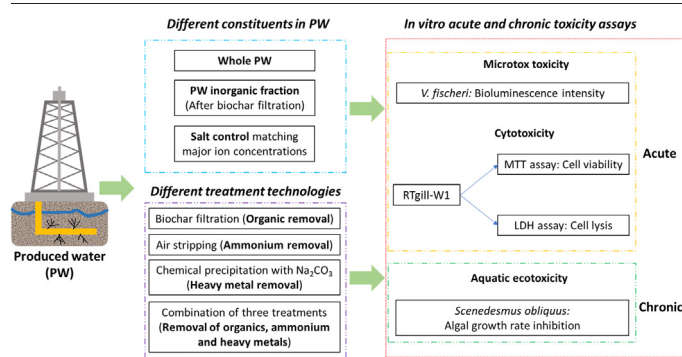 Different constituents in PW
Whole PW
PW inorganic fraction
(After biochar filtration)
Salt control matching
major ion concentrations
Different treatment technologies
Biochar filtration (Organic removal)
Air stripping (Ammonium removal)
Chemical precipitation with Na₂CO₃
(Heavy metal removal)
Combination of three treatments
(Removal of organics, ammonium
and heavy metals)
Produced water
(PW)
In vitro acute and chronic toxicity assays
Microtox toxicity
V. fischeri: Bioluminescence intensity
Cytotoxicity
Acute
MTT assay: Cell viability
RTgill-W1
LDH assay: Cell lysis
Aquatic ecotoxicity
Chronic
Scenedesmus obliquus:
Algal growth rate inhibition